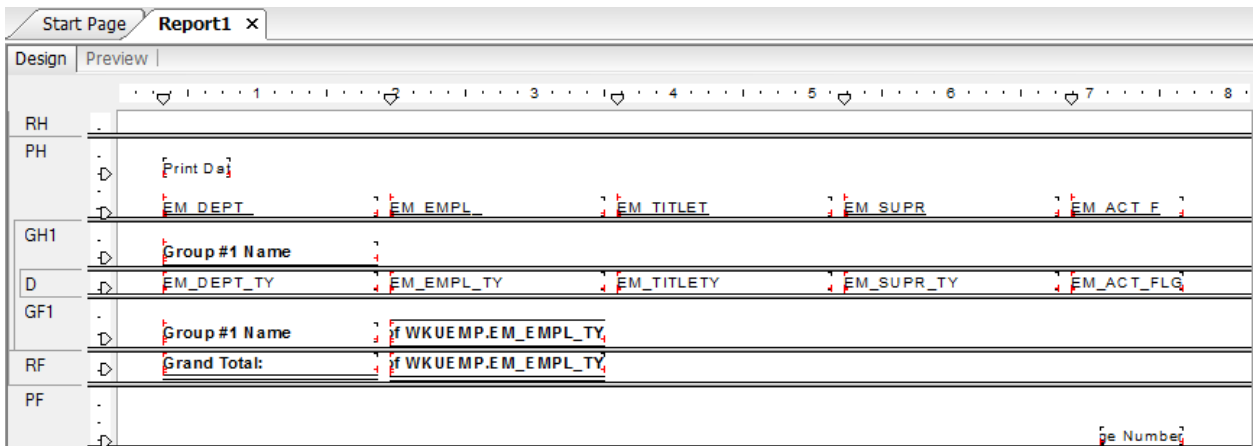 Start Page Report1 ×
Design Preview
1 2 3 4 5 6 7 8
RH
PH
Print Dat
EM_DEPT_ EM_EMPL_ EM_TITLET EM_SUPR EM_ACT_F
GH1
Group #1 Name
D EM_DEPT_TY EM_EMPL_TY EM_TITLETY EM_SUPR_TY EM_ACT_FLG
GF1
Group #1 Name of WKUEMP.EM_EMPL_TY
RF Grand Total: of WKUEMP.EM_EMPL_TY
PF
ge Number